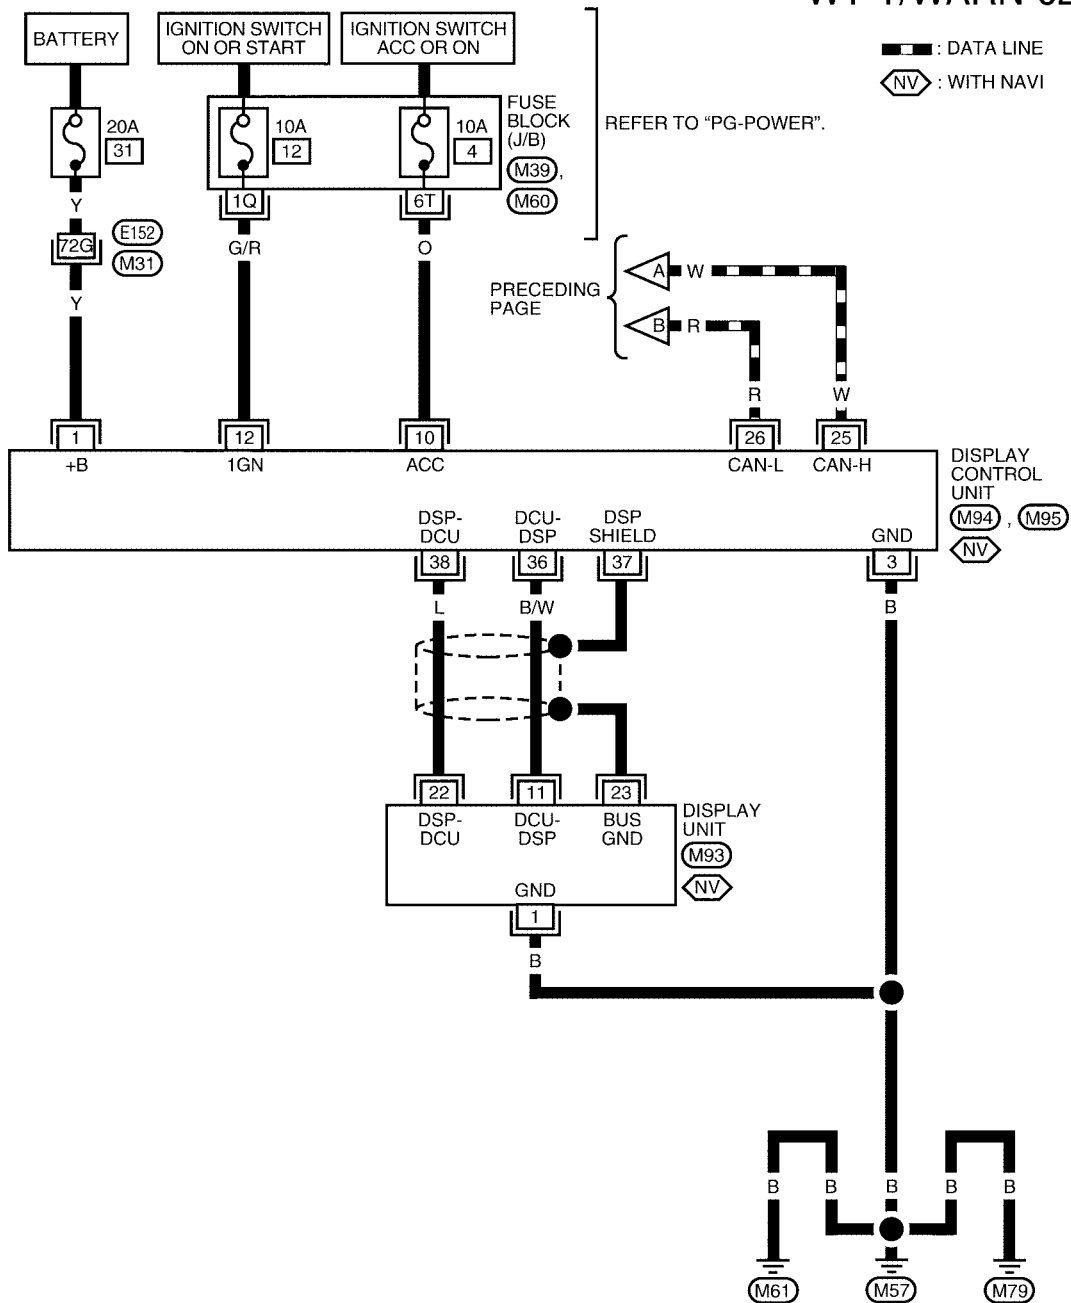 BATTERY
IGNITION SWITCH
ON OR START
IGNITION SWITCH
ACC OR ON
: DATA LINE
NV : WITH NAVI
20A
31
10A
12
10A
4
FUSE
BLOCK
(J/B)
M39 ,
M60
REFER TO “PG-POWER”.
1Q
6T
Y
72G
E152
M31
G/R
O
Y
PRECEDING
PAGE
A W
B R
R
W
1
12
10
26
25
+B
1GN
ACC
CAN-L
CAN-H
DISPLAY
CONTROL
UNIT
M94 , M95
NV
DSP-
DCU
DCU-
DSP
DSP
SHIELD
GND
38
36
37
3
L
B/W
B
22
11
23
DSP-
DCU
DCU-
DSP
BUS
GND
DISPLAY
UNIT
M93
NV
GND
1
B
B B B B B
M61
M57
M79